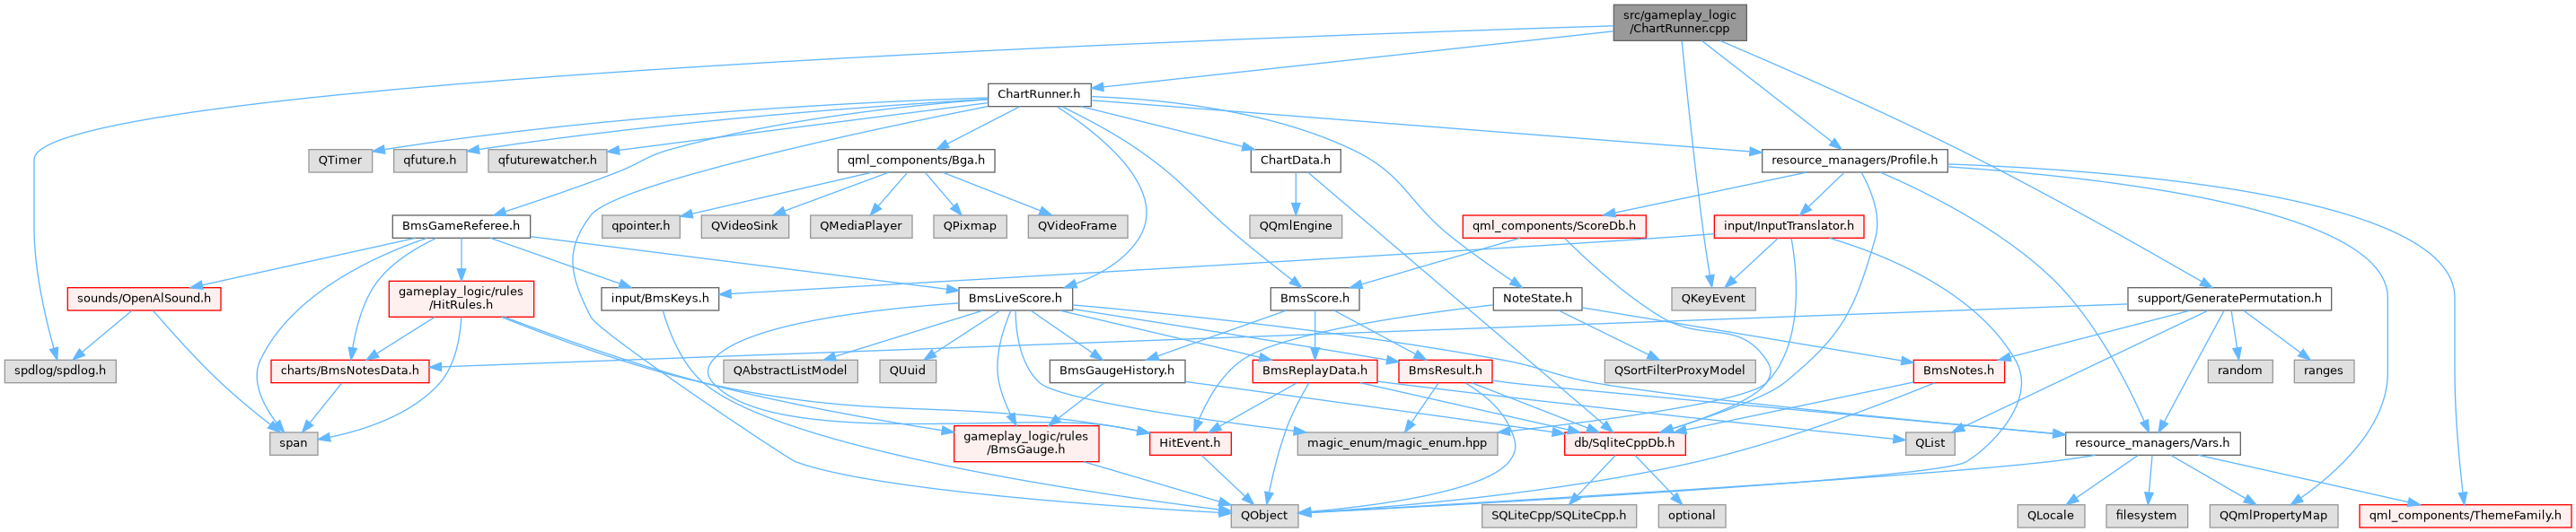 src/gameplay_logic
/ChartRunner.cpp
ChartRunner.h
QTimer
qfuture.h
qfuturewatcher.h
qml_components/Bga.h
ChartData.h
resource_managers/Profile.h
BmsGameReferee.h
qpointer.h
QVideoSink
QMediaPlayer
QPixmap
QVideoFrame
QQmlEngine
qml_components/ScoreDb.h
input/InputTranslator.h
sounds/OpenAlSound.h
gameplay_logic/rules
/HitRules.h
input/BmsKeys.h
BmsLiveScore.h
BmsScore.h
NoteState.h
QKeyEvent
support/GeneratePermutation.h
spdlog/spdlog.h
charts/BmsNotesData.h
QAbstractListModel
QUuid
BmsGaugeHistory.h
BmsReplayData.h
BmsResult.h
QSortFilterProxyModel
BmsNotes.h
random
ranges
span
gameplay_logic/rules
/BmsGauge.h
HitEvent.h
magic_enum/magic_enum.hpp
db/SqliteCppDb.h
QList
resource_managers/Vars.h
QObject
SQLiteCpp/SQLiteCpp.h
optional
QLocale
filesystem
QQmlPropertyMap
qml_components/ThemeFamily.h